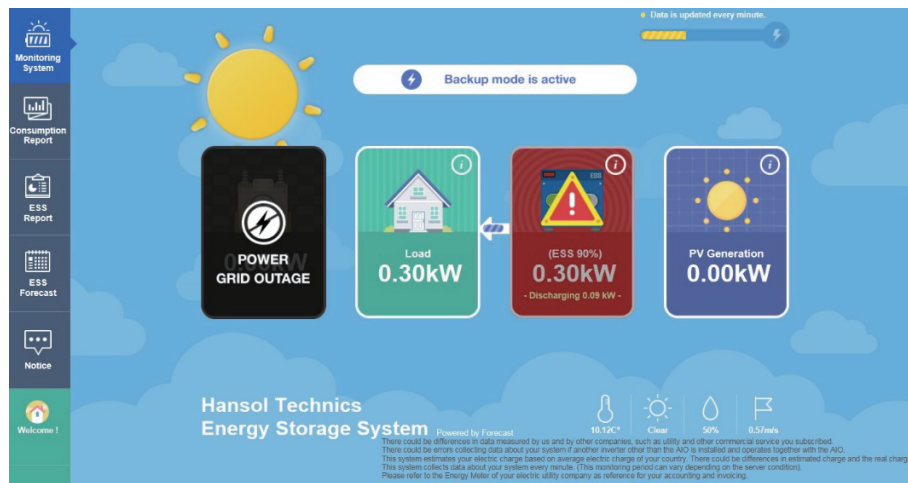 Data is updated every minute.
Monitoring
System
Backup mode is active
Consumption
Report
ESS
Report
ESS
Forecast
Notice
Welcome !
POWER
GRID OUTAGE
Load
0.30kW
ESS
(ESS 90%)
0.30kW
- Discharging 0.09 kW -
PV Generation
0.00kW
Hansol Technics
Energy Storage System Powered by Forecast
10.12C°
Clear
50%
0.57m/s
There could be differences in data measured by us and by other companies, such as utility and other commercial service you subscribed.
There could be errors collecting data about your system if another inverter other than the AIO is installed and operates together with the AIO.
This system estimates your electric charge based on average electric charge of your country. There could be differences in estimated charge and the real charg
This system collects data about your system every minute. (This monitoring period can vary depending on the server condition).
Please refer to the Energy Meter of your electric utility company as reference for your accounting and invoicing.